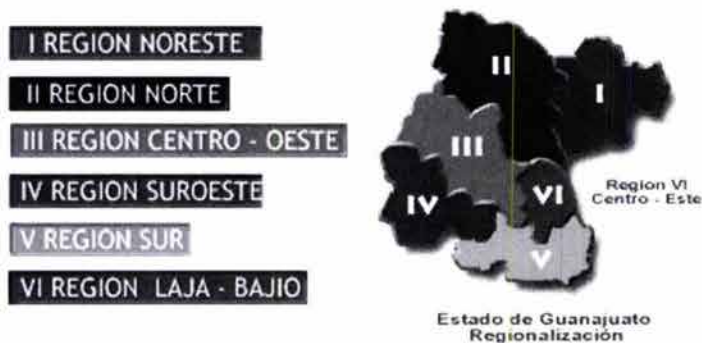 I REGION NORESTE
II REGION NORTE
III REGION CENTRO - OESTE
IV REGION SUROESTE
V REGION SUR
VI REGION LAJA - BAJIO
II
I
III
IV
VI
V
Region VI
Centro - Este
Estado de Guanajuato
Regionalización